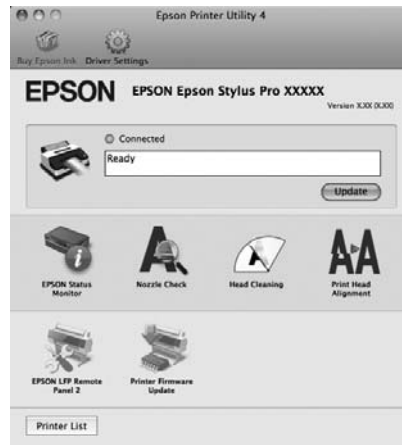 Epson Printer Utility 4
Buy Epson Ink Driver Settings
EPSON EPSON Epson Stylus Pro XXXXX
Version X.XX (X.XX)
Connected
Ready
Update
EPSON Status Monitor
Nozzle Check
Head Cleaning
Print Head Alignment
EPSON LFP Remote Panel 2
Printer Firmware Update
Printer List